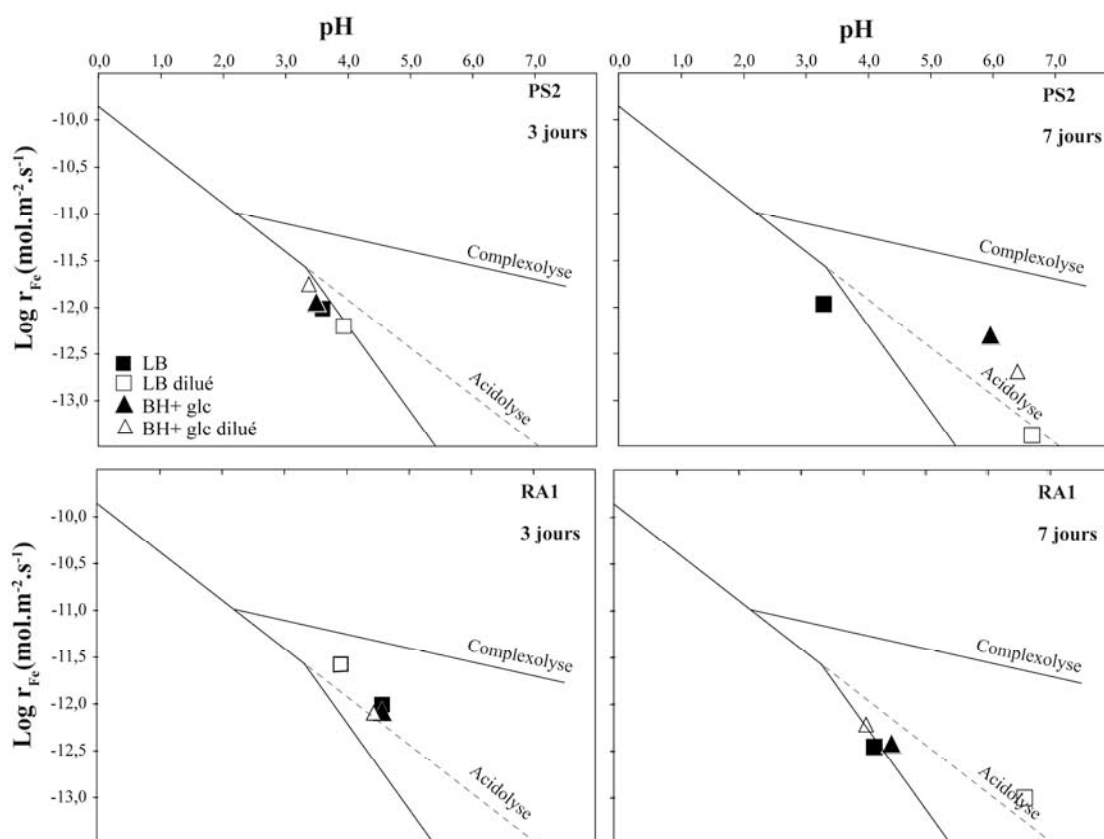 pH
pH
0,0 1,0 2,0 3,0 4,0 5,0 6,0 7,0
0,0 1,0 2,0 3,0 4,0 5,0 6,0 7,0
PS2
3 jours
PS2
7 jours
Log r_Fe (mol.m⁻².s⁻¹)
-10,0
-10,5
-11,0
-11,5
-12,0
-12,5
-13,0
Complexolyse
Acidolyse
Complexolyse
Acidolyse
LB
LB dilué
BH+ glc
BH+ glc dilué
RA1
3 jours
RA1
7 jours
Log r_Fe (mol.m⁻².s⁻¹)
-10,0
-10,5
-11,0
-11,5
-12,0
-12,5
-13,0
Complexolyse
Acidolyse
Complexolyse
Acidolyse